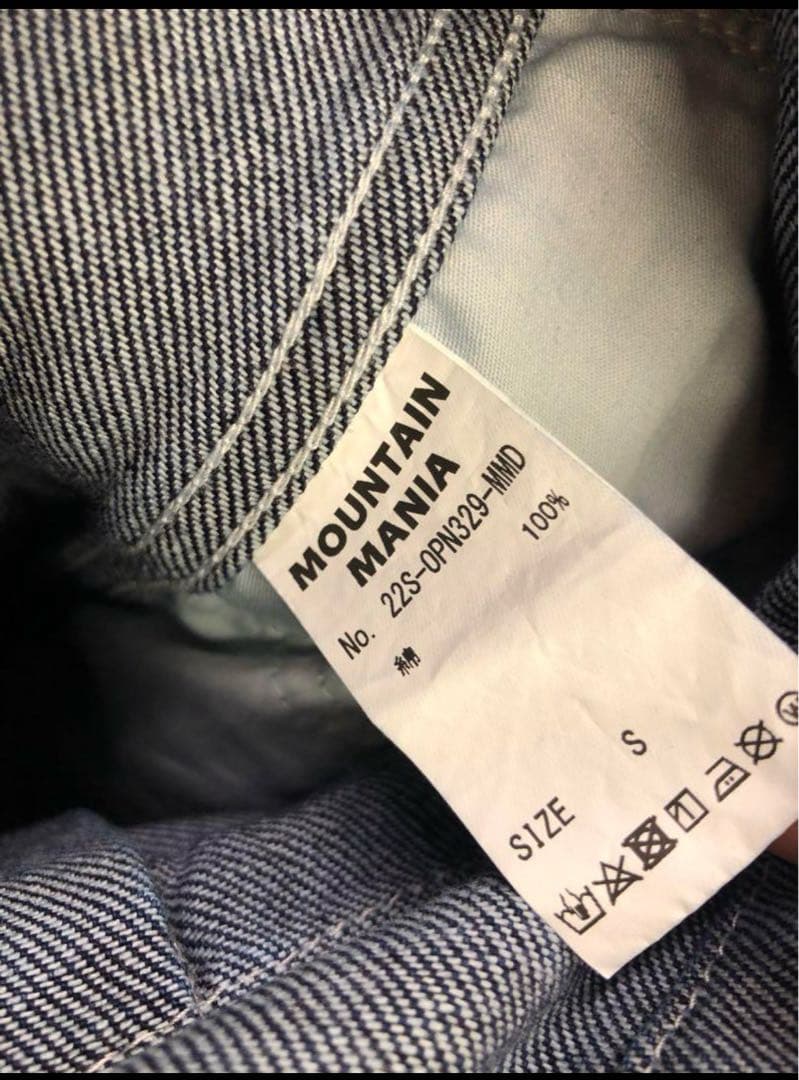 MOUNTAIN
MANIA
No. 22S-OPN329-MMD
綿 100%
SIZE S